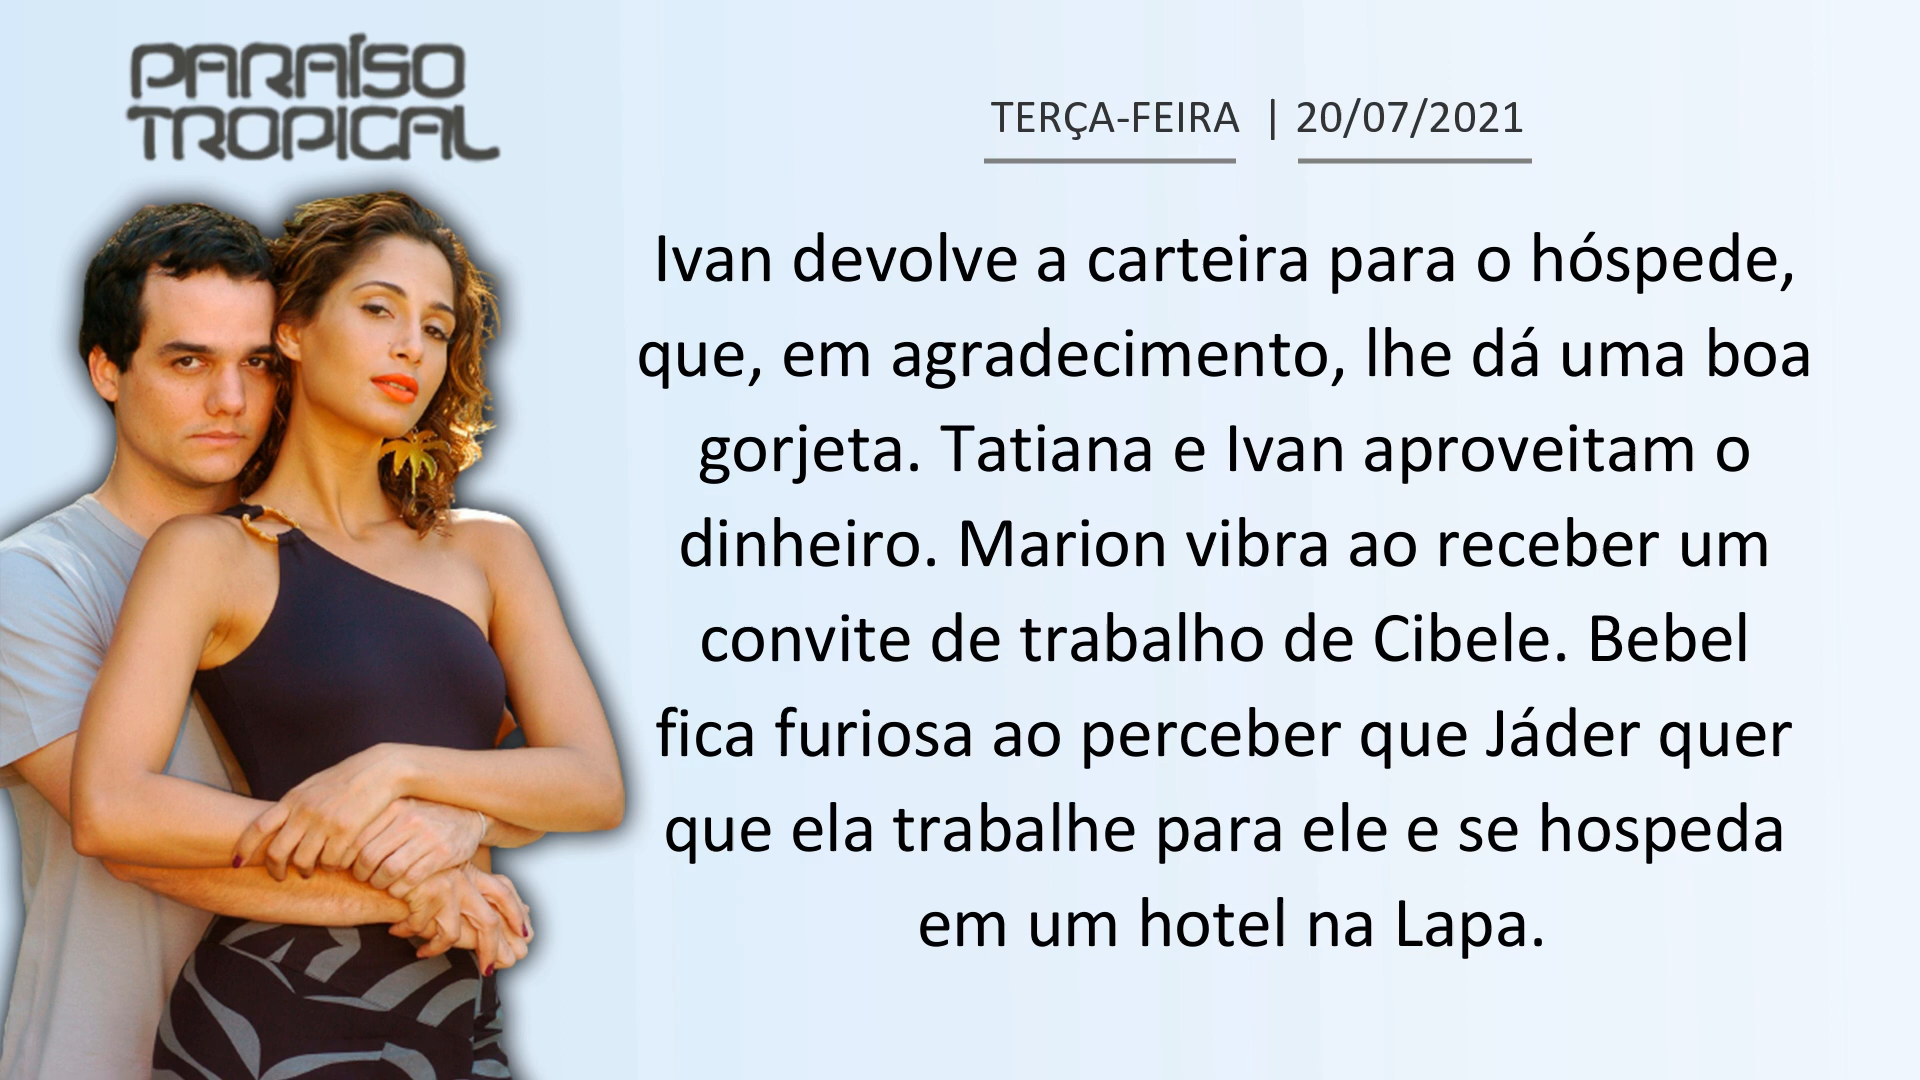 PARAÍSO
TROPICAL
TERÇA-FEIRA | 20/07/2021
Ivan devolve a carteira para o hóspede,
que, em agradecimento, lhe dá uma boa
gorjeta. Tatiana e Ivan aproveitam o
dinheiro. Marion vibra ao receber um
convite de trabalho de Cibele. Bebel
fica furiosa ao perceber que Jáder quer
que ela trabalhe para ele e se hospeda
em um hotel na Lapa.